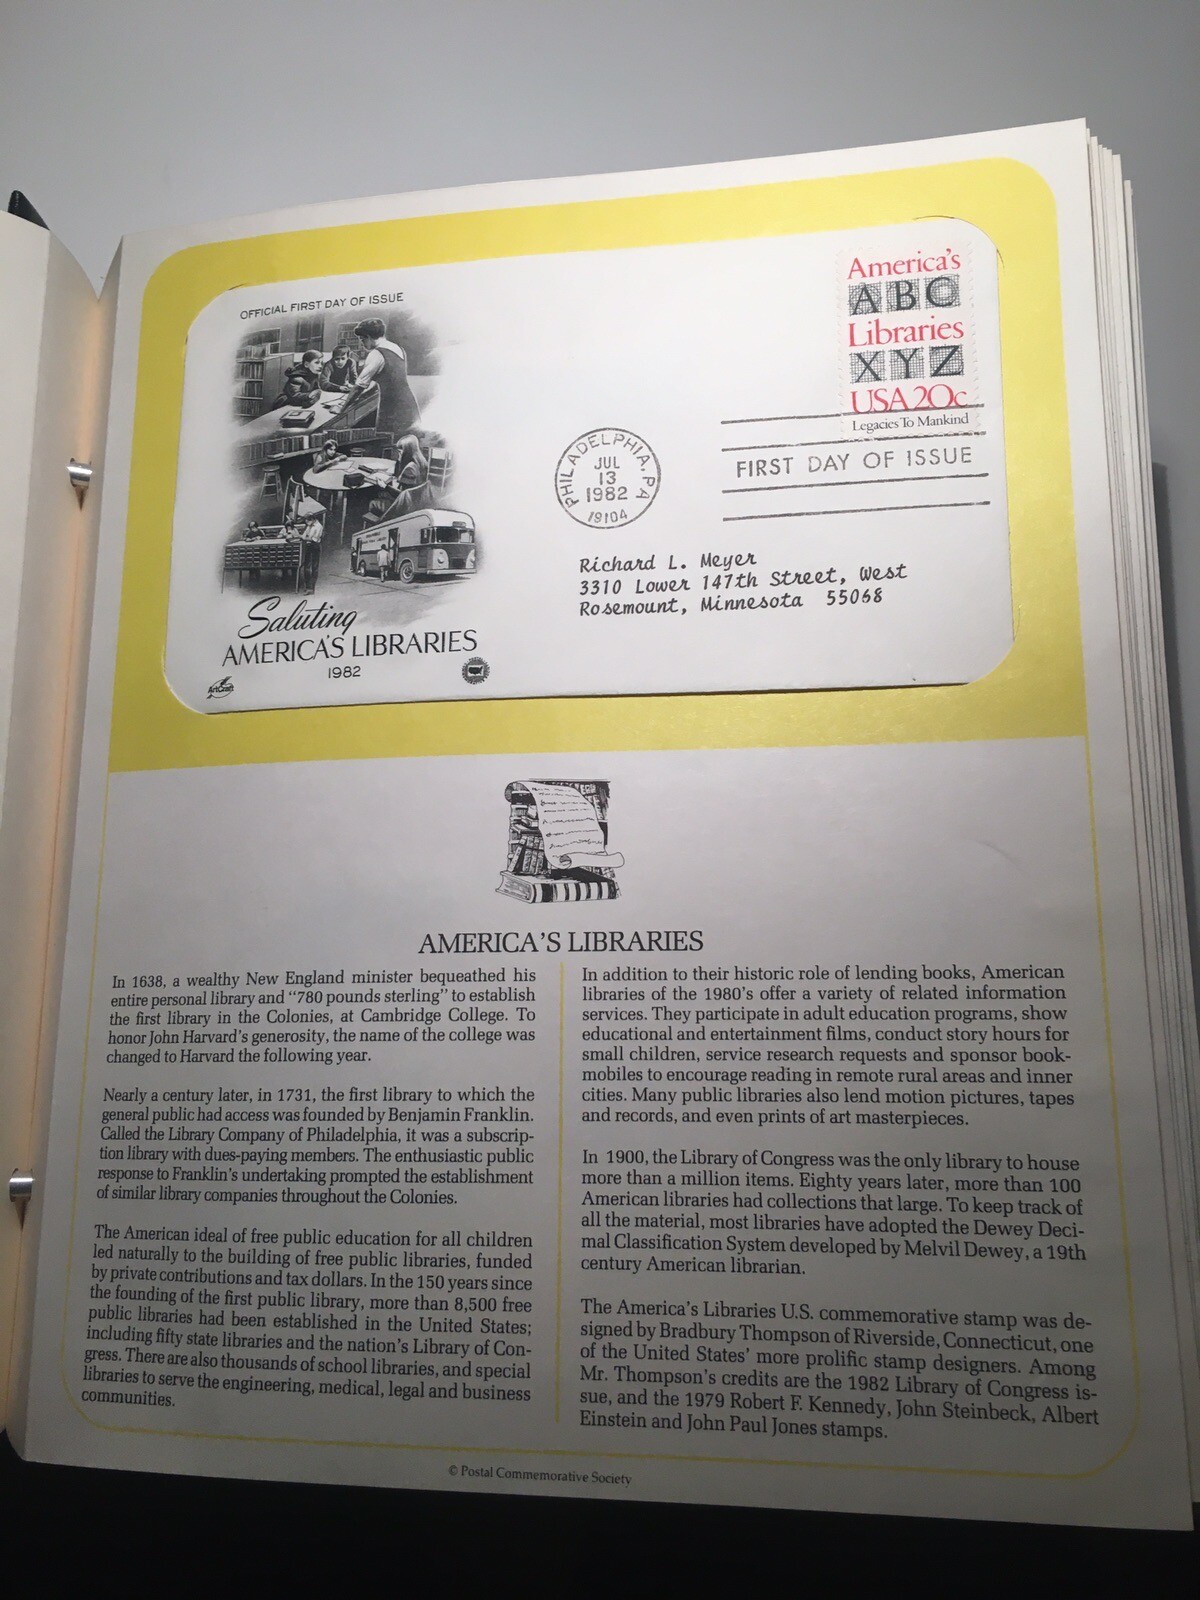 OFFICIAL FIRST DAY OF ISSUE
America's
ABC
Libraries
XYZ
USA 20c
Legacies To Mankind
PHILADELPHIA, PA
JUL
13
1982
19104
FIRST DAY OF ISSUE
Richard L. Meyer
3310 Lower 147th Street, West
Rosemount, Minnesota 55068
Saluting
AMERICA'S LIBRARIES
1982
ArtCraft
AMERICA'S LIBRARIES
In 1638, a wealthy New England minister bequeathed his
entire personal library and "780 pounds sterling" to establish
the first library in the Colonies, at Cambridge College. To
honor John Harvard's generosity, the name of the college was
changed to Harvard the following year.
Nearly a century later, in 1731, the first library to which the
general public had access was founded by Benjamin Franklin.
Called the Library Company of Philadelphia, it was a subscrip-
tion library with dues-paying members. The enthusiastic public
response to Franklin's undertaking prompted the establishment
of similar library companies throughout the Colonies.
The American ideal of free public education for all children
led naturally to the building of free public libraries, funded
by private contributions and tax dollars. In the 150 years since
the founding of the first public library, more than 8,500 free
public libraries had been established in the United States;
including fifty state libraries and the nation's Library of Con-
gress. There are also thousands of school libraries, and special
libraries to serve the engineering, medical, legal and business
communities.
In addition to their historic role of lending books, American
libraries of the 1980's offer a variety of related information
services. They participate in adult education programs, show
educational and entertainment films, conduct story hours for
small children, service research requests and sponsor book-
mobiles to encourage reading in remote rural areas and inner
cities. Many public libraries also lend motion pictures, tapes
and records, and even prints of art masterpieces.
In 1900, the Library of Congress was the only library to house
more than a million items. Eighty years later, more than 100
American libraries had collections that large. To keep track of
all the material, most libraries have adopted the Dewey Deci-
mal Classification System developed by Melvil Dewey, a 19th
century American librarian.
The America's Libraries U.S. commemorative stamp was de-
signed by Bradbury Thompson of Riverside, Connecticut, one
of the United States' more prolific stamp designers. Among
Mr. Thompson's credits are the 1982 Library of Congress is-
sue, and the 1979 Robert F. Kennedy, John Steinbeck, Albert
Einstein and John Paul Jones stamps.
© Postal Commemorative Society